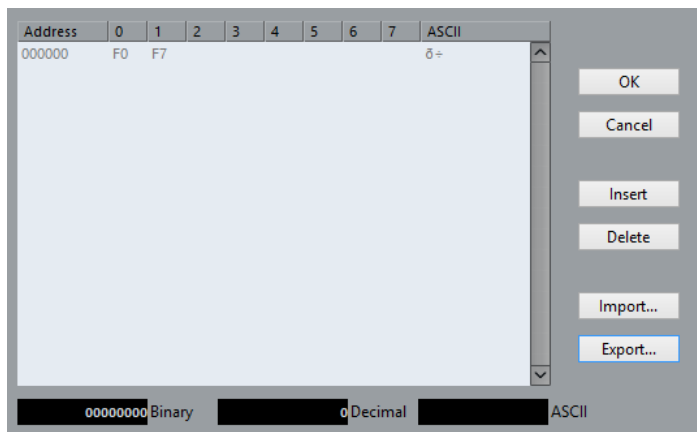 Address 0 1 2 3 4 5 6 7 ASCII
000000 F0 F7 ð÷
OK
Cancel
Insert
Delete
Import...
Export...
00000000 Binary 0 Decimal ASCII